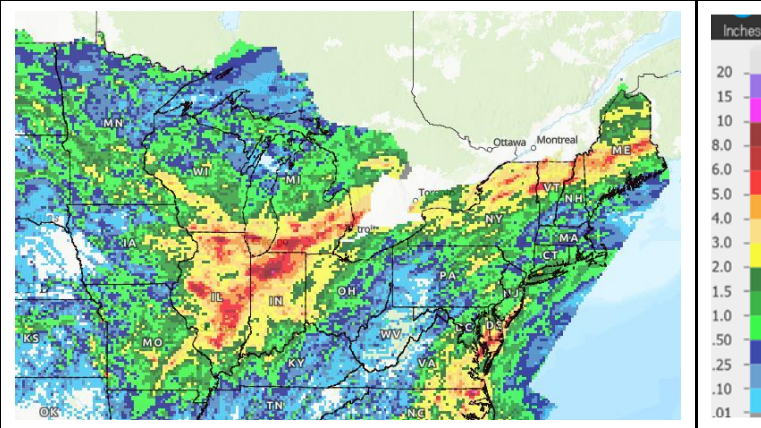 Inches
20
15
10
8.0
6.0
5.0
4.0
3.0
2.0
1.5
1.0
.50
.25
.10
.01
Ottawa
Montreal
MN
ME
WI
MI
VT
NH
NY
IA
MA
CT
PA
IL
IN
OH
NJ
MO
WV
DE
KS
KY
VA
TN
NC
OK